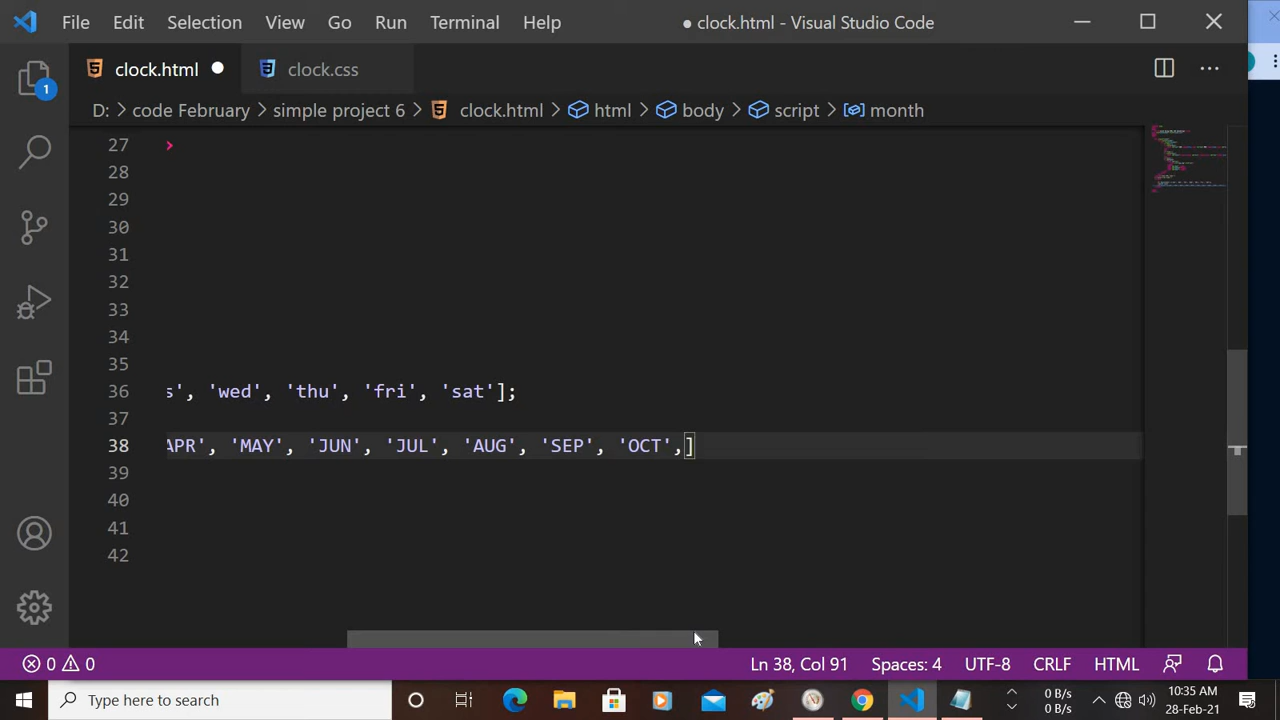 File Edit Selection View Go Run Terminal Help ● clock.html - Visual Studio Code
clock.html ● clock.css
1
D: > code February > simple project 6 > clock.html > html > body > script > month
27 >
28
29
30
31
32
33
34
35
36 s', 'wed', 'thu', 'fri', 'sat'];
37
38 APR', 'MAY', 'JUN', 'JUL', 'AUG', 'SEP', 'OCT',]
39
40
41
42
0 0 Ln 38, Col 91 Spaces: 4 UTF-8 CRLF HTML
Type here to search
0 B/s
0 B/s
10:35 AM
28-Feb-21